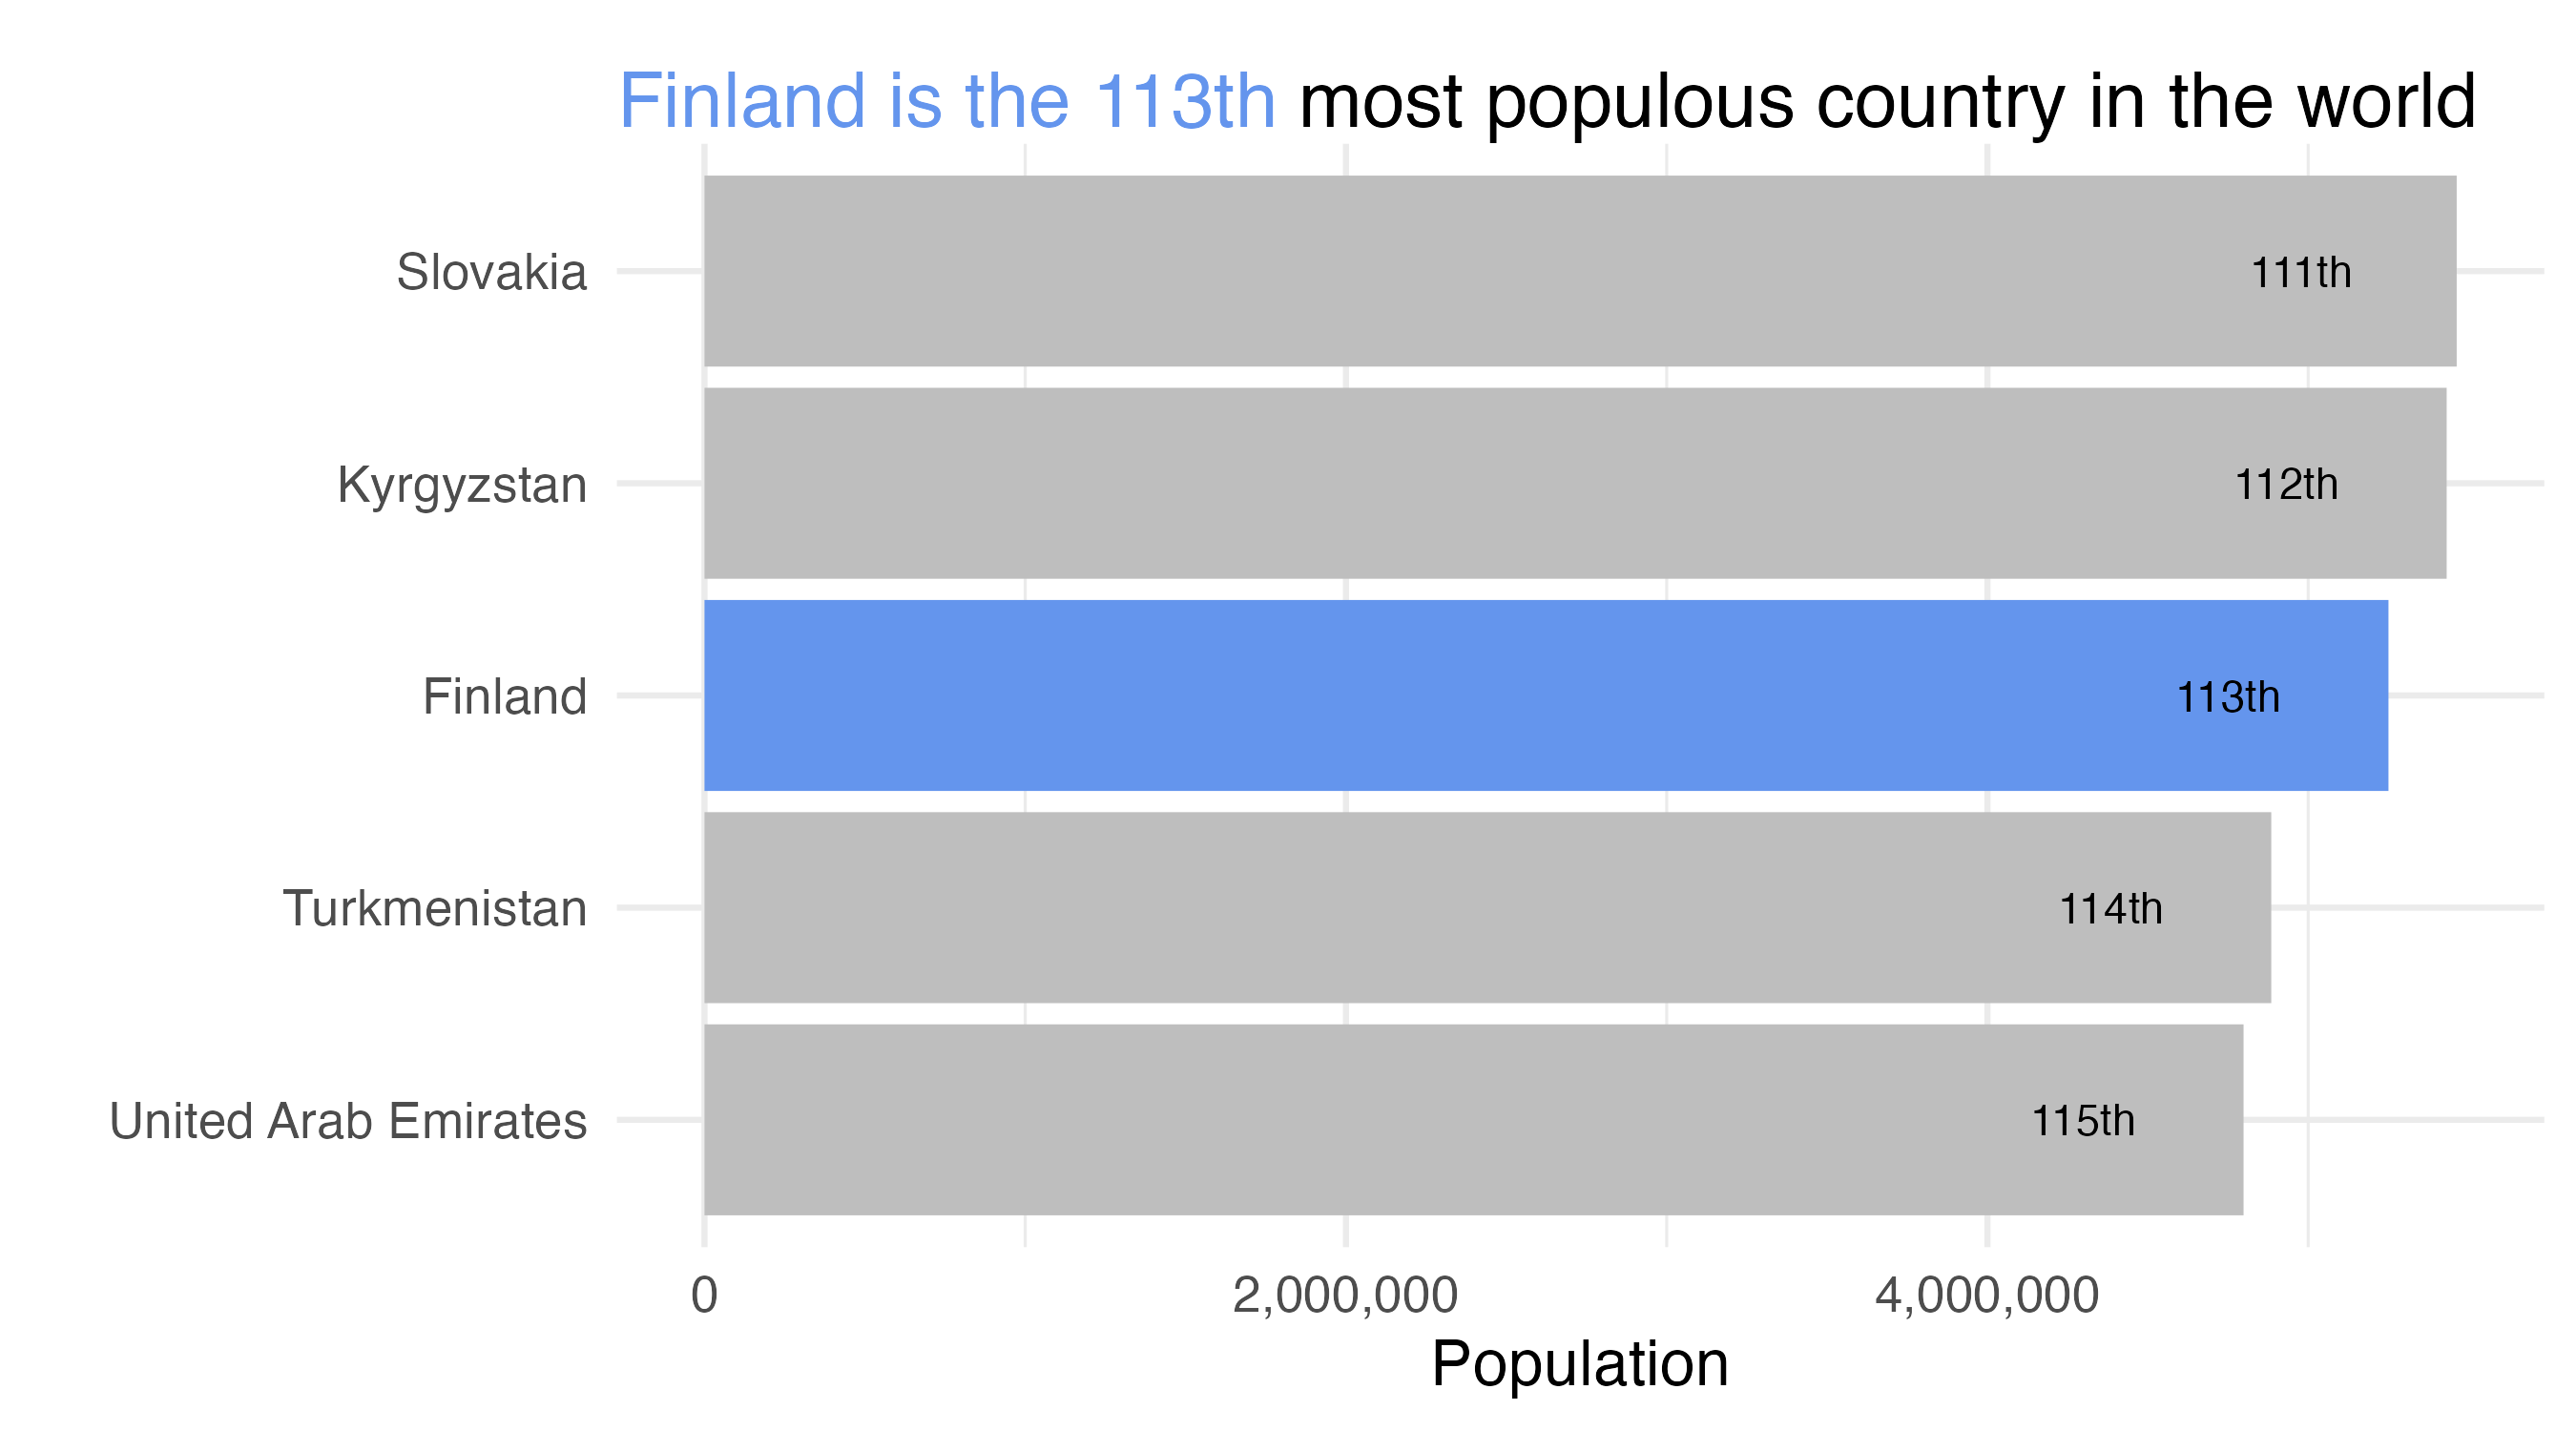 Finland is the 113th most populous country in the world
Slovakia
111th
Kyrgyzstan
112th
Finland
113th
Turkmenistan
114th
United Arab Emirates
115th
0
2,000,000
4,000,000
Population